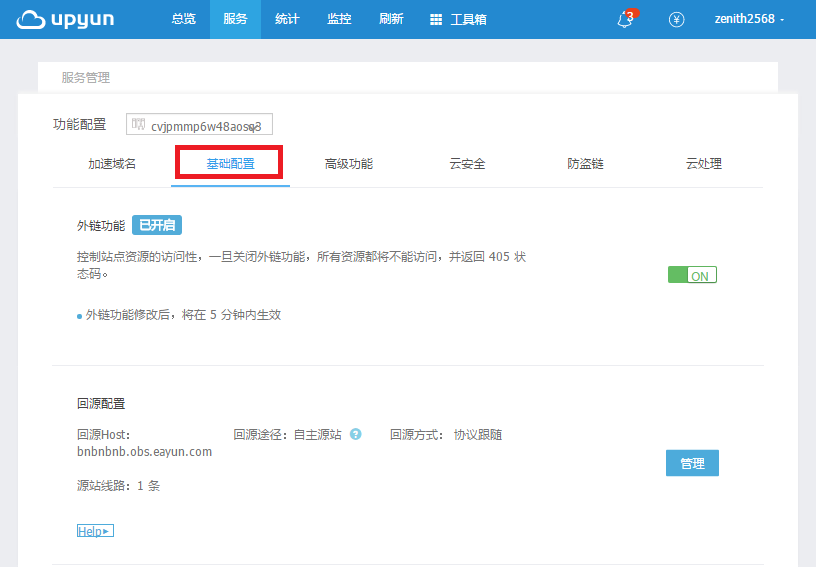 upyun 总览 服务 统计 监控 刷新 工具箱 3 ¥ zenith2568
服务管理
功能配置 cvjpmmp6w48aosq3
加速域名 基础配置 高级功能 云安全 防盗链 云处理
外链功能 已开启
控制站点资源的访问性，一旦关闭外链功能，所有资源都将不能访问，并返回 405 状
态码。
ON
外链功能修改后，将在 5 分钟内生效
回源配置
回源Host: 回源途径：自主源站 ? 回源方式： 协议跟随
bnbnbnb.obs.eayun.com
管理
源站线路：1 条
Help